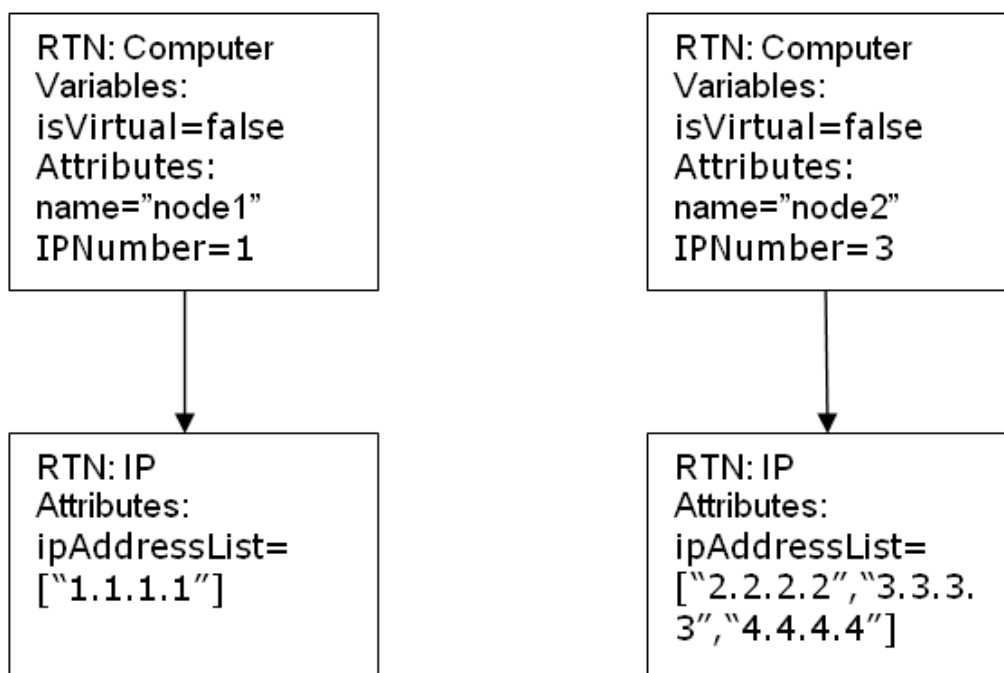 RTN: Computer
Variables:
isVirtual=false
Attributes:
name=”node1”
IPNumber=1
RTN: Computer
Variables:
isVirtual=false
Attributes:
name=”node2”
IPNumber=3
RTN: IP
Attributes:
ipAddressList=
[“1.1.1.1”]
RTN: IP
Attributes:
ipAddressList=
[“2.2.2.2”,“3.3.3.
3”,“4.4.4.4”]